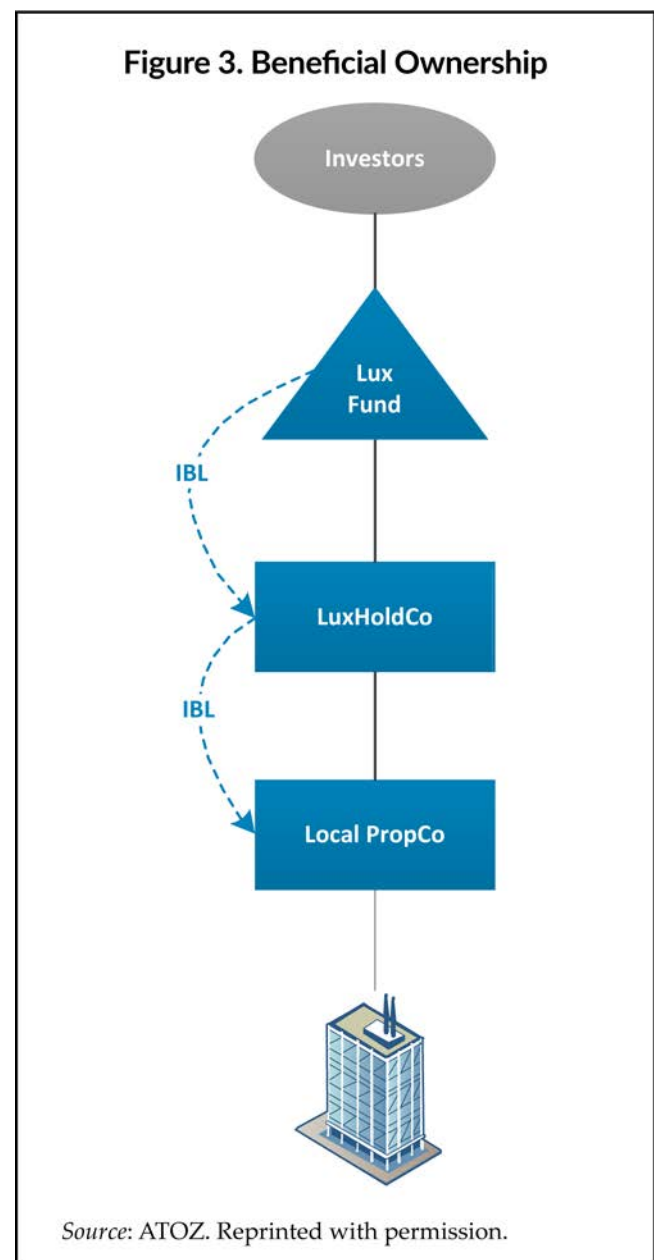 Figure 3. Beneficial Ownership
Investors
Lux
Fund
IBL
LuxHoldCo
IBL
Local PropCo
Source: ATOZ. Reprinted with permission.